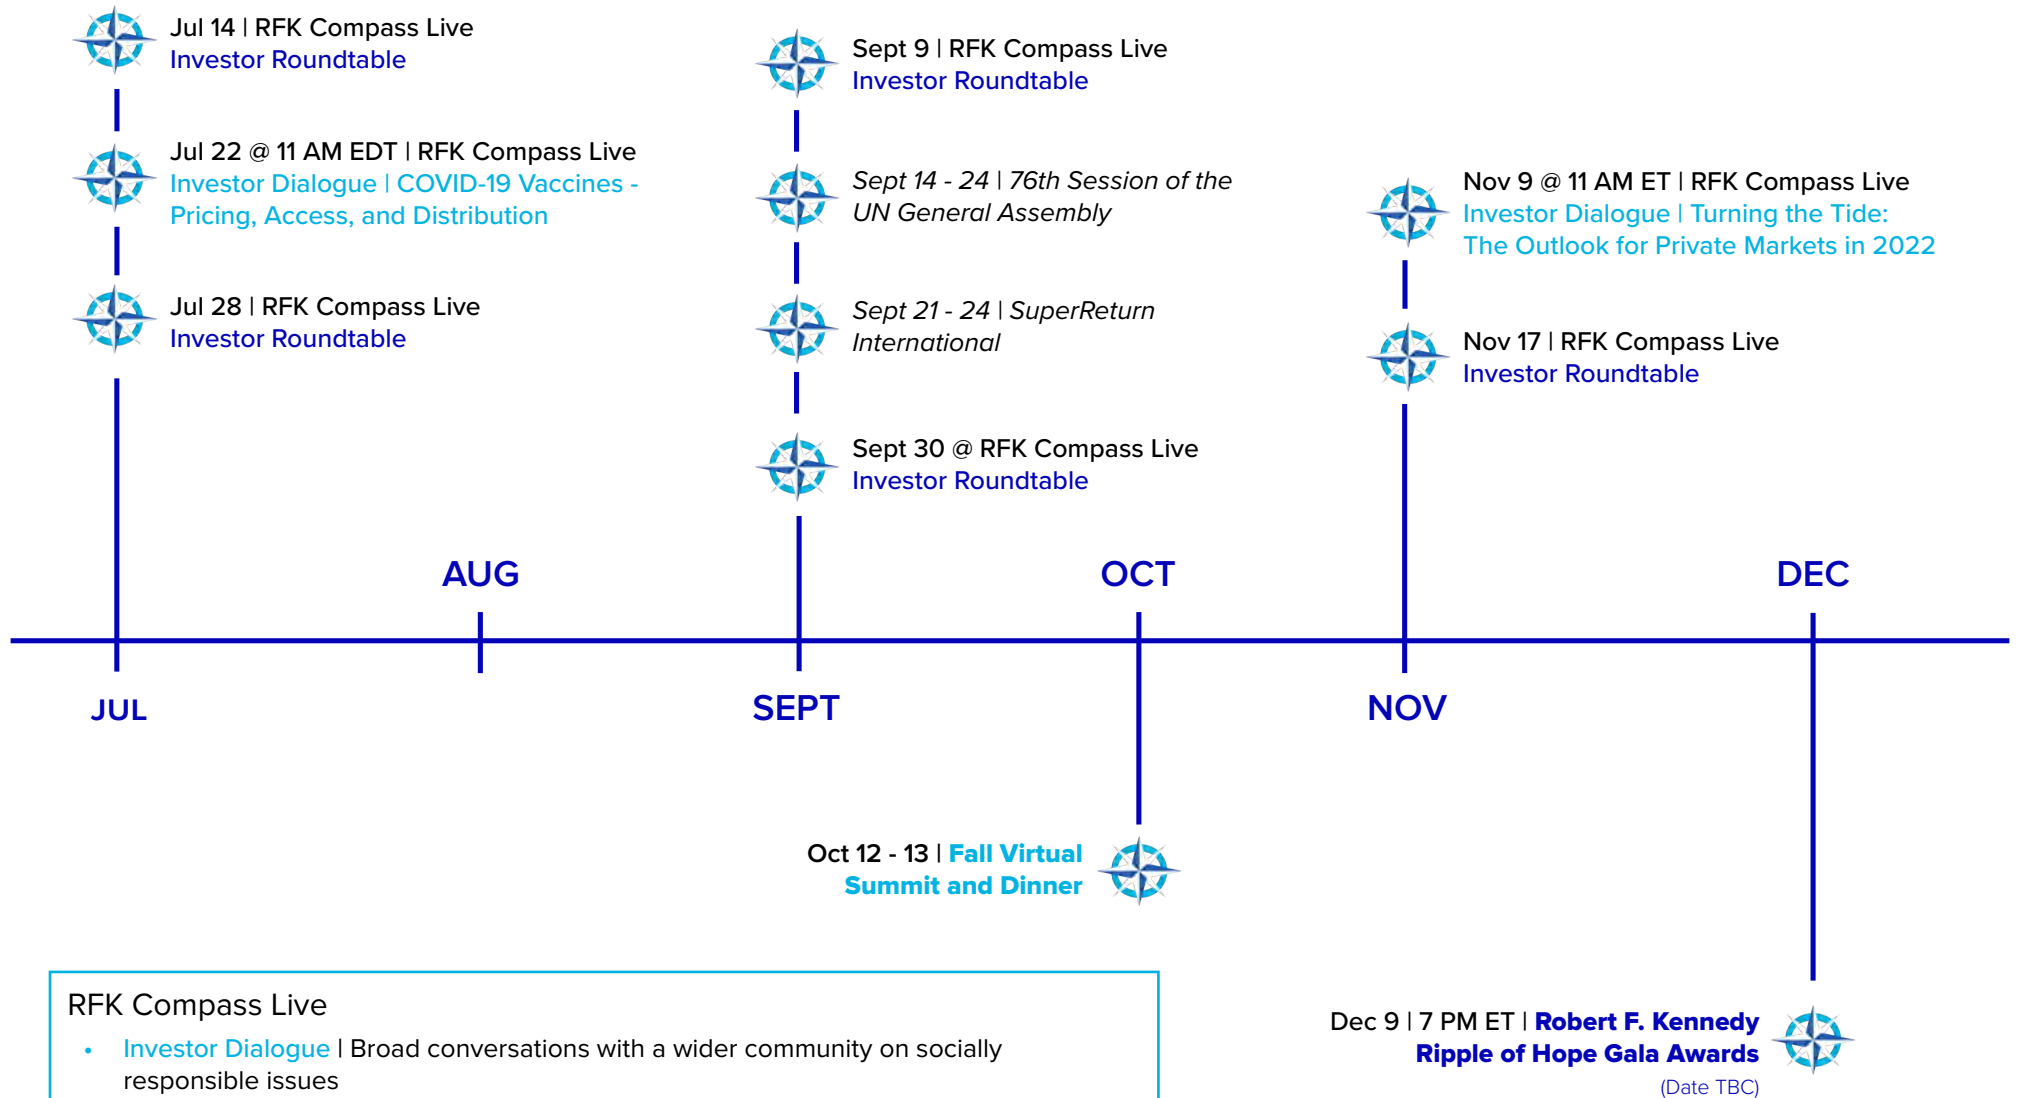 Jul 14 | RFK Compass Live
Investor Roundtable
Jul 22 @ 11 AM EDT | RFK Compass Live
Investor Dialogue | COVID-19 Vaccines -
Pricing, Access, and Distribution
Jul 28 | RFK Compass Live
Investor Roundtable
Sept 9 | RFK Compass Live
Investor Roundtable
Sept 14 - 24 | 76th Session of the
UN General Assembly
Sept 21 - 24 | SuperReturn
International
Sept 30 @ RFK Compass Live
Investor Roundtable
Nov 9 @ 11 AM ET | RFK Compass Live
Investor Dialogue | Turning the Tide:
The Outlook for Private Markets in 2022
Nov 17 | RFK Compass Live
Investor Roundtable
AUG
OCT
DEC
JUL
SEPT
NOV
Oct 12 - 13 | Fall Virtual
Summit and Dinner
Dec 9 | 7 PM ET | Robert F. Kennedy
Ripple of Hope Gala Awards
(Date TBC)
RFK Compass Live
• Investor Dialogue | Broad conversations with a wider community on socially
responsible issues